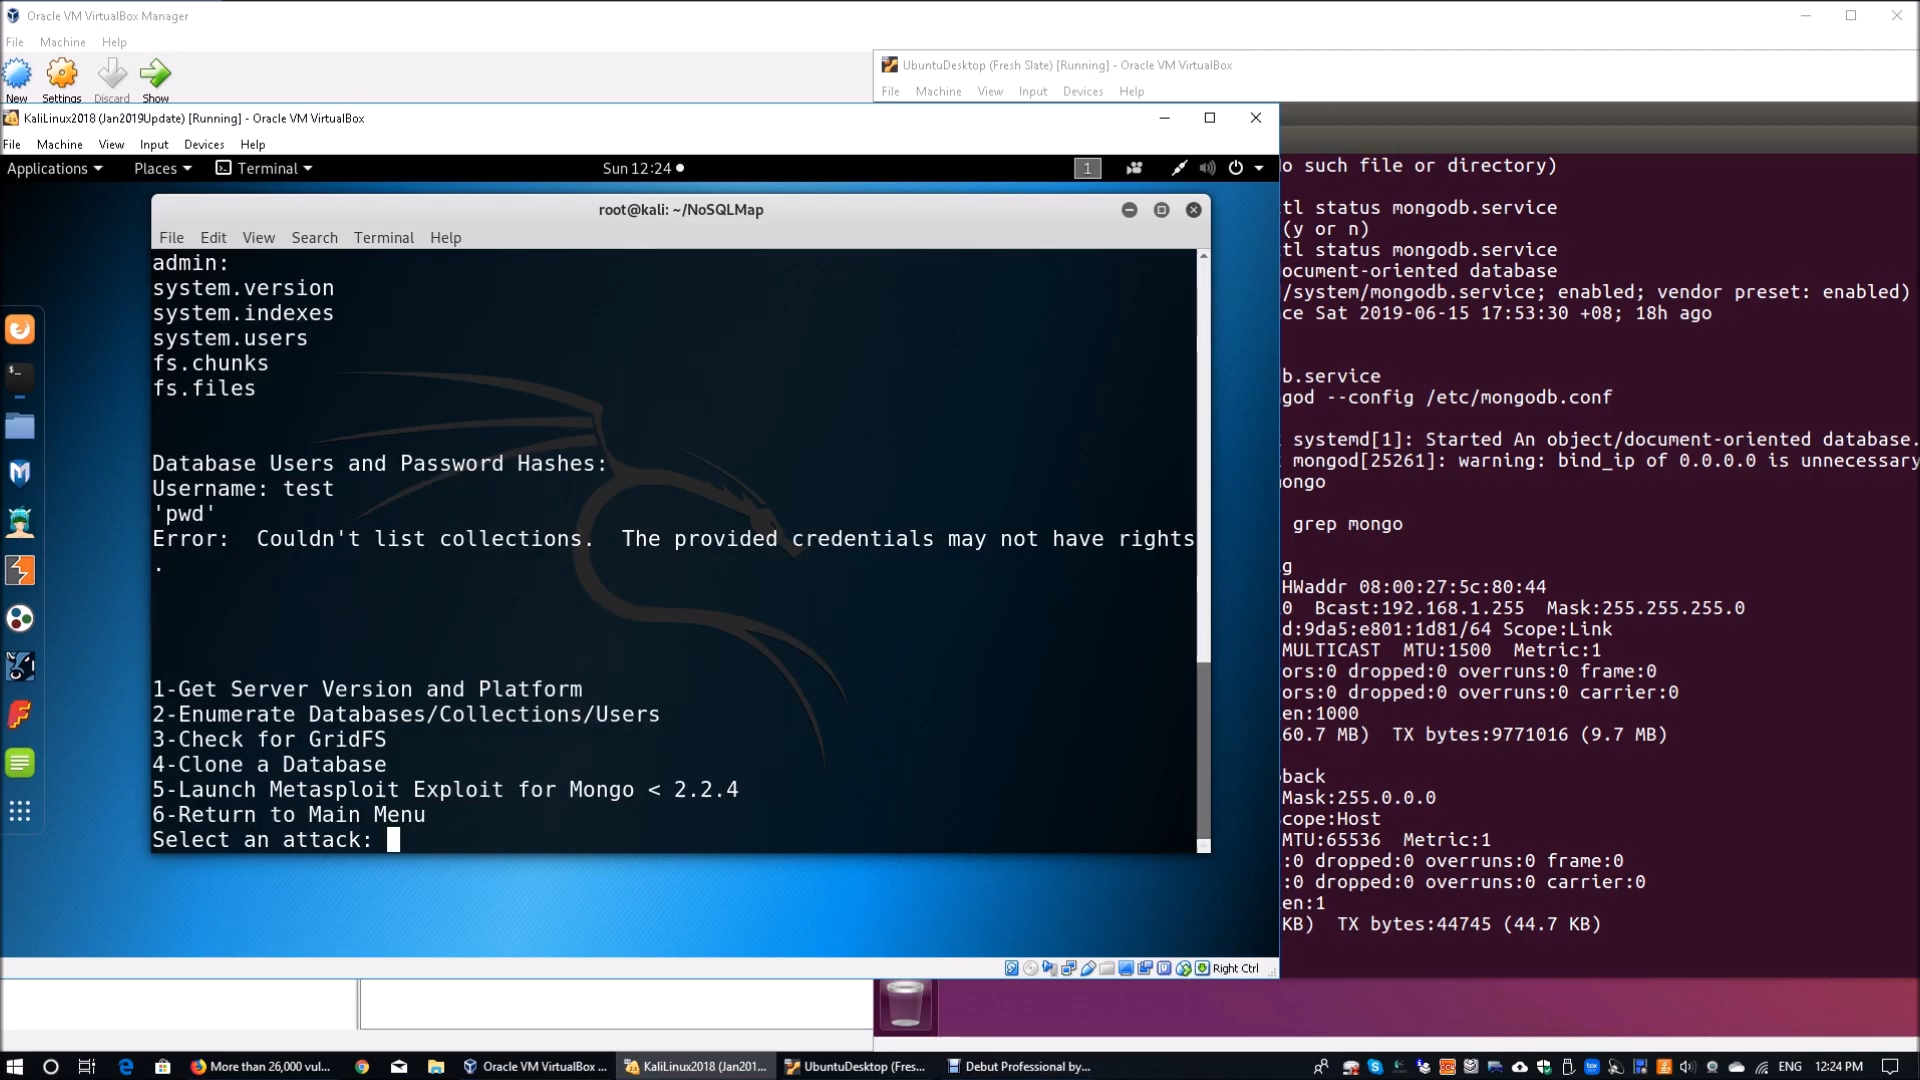 Oracle VM VirtualBox Manager
File Machine Help
New Settings Discard Show
UbuntuDesktop (Fresh Slate) [Running] - Oracle VM VirtualBox
File Machine View Input Devices Help
KaliLinux2018 (Jan2019Update) [Running] - Oracle VM VirtualBox
File Machine View Input Devices Help
Applications Places Terminal Sun 12:24 1
root@kali: ~/NoSQLMap
File Edit View Search Terminal Help
admin:
system.version
system.indexes
system.users
fs.chunks
fs.files
Database Users and Password Hashes:
Username: test
'pwd'
Error:  Couldn't list collections.  The provided credentials may not have rights
.
1-Get Server Version and Platform
2-Enumerate Databases/Collections/Users
3-Check for GridFS
4-Clone a Database
5-Launch Metasploit Exploit for Mongo < 2.2.4
6-Return to Main Menu
Select an attack:
Right Ctrl
o such file or directory)
tl status mongodb.service
(y or n)
tl status mongodb.service
ocument-oriented database
/system/mongodb.service; enabled; vendor preset: enabled)
ce Sat 2019-06-15 17:53:30 +08; 18h ago
b.service
god --config /etc/mongodb.conf
systemd[1]: Started An object/document-oriented database.
mongod[25261]: warning: bind_ip of 0.0.0.0 is unnecessary
ongo
grep mongo
g
HWaddr 08:00:27:5c:80:44
0  Bcast:192.168.1.255  Mask:255.255.255.0
d:9da5:e801:1d81/64 Scope:Link
MULTICAST  MTU:1500  Metric:1
ors:0 dropped:0 overruns:0 frame:0
ors:0 dropped:0 overruns:0 carrier:0
en:1000
60.7 MB)  TX bytes:9771016 (9.7 MB)
back
Mask:255.0.0.0
cope:Host
MTU:65536  Metric:1
:0 dropped:0 overruns:0 frame:0
:0 dropped:0 overruns:0 carrier:0
en:1
KB)  TX bytes:44745 (44.7 KB)
More than 26,000 vul... Oracle VM VirtualBox ... KaliLinux2018 (Jan201... UbuntuDesktop (Fres... Debut Professional by... ENG 12:24 PM